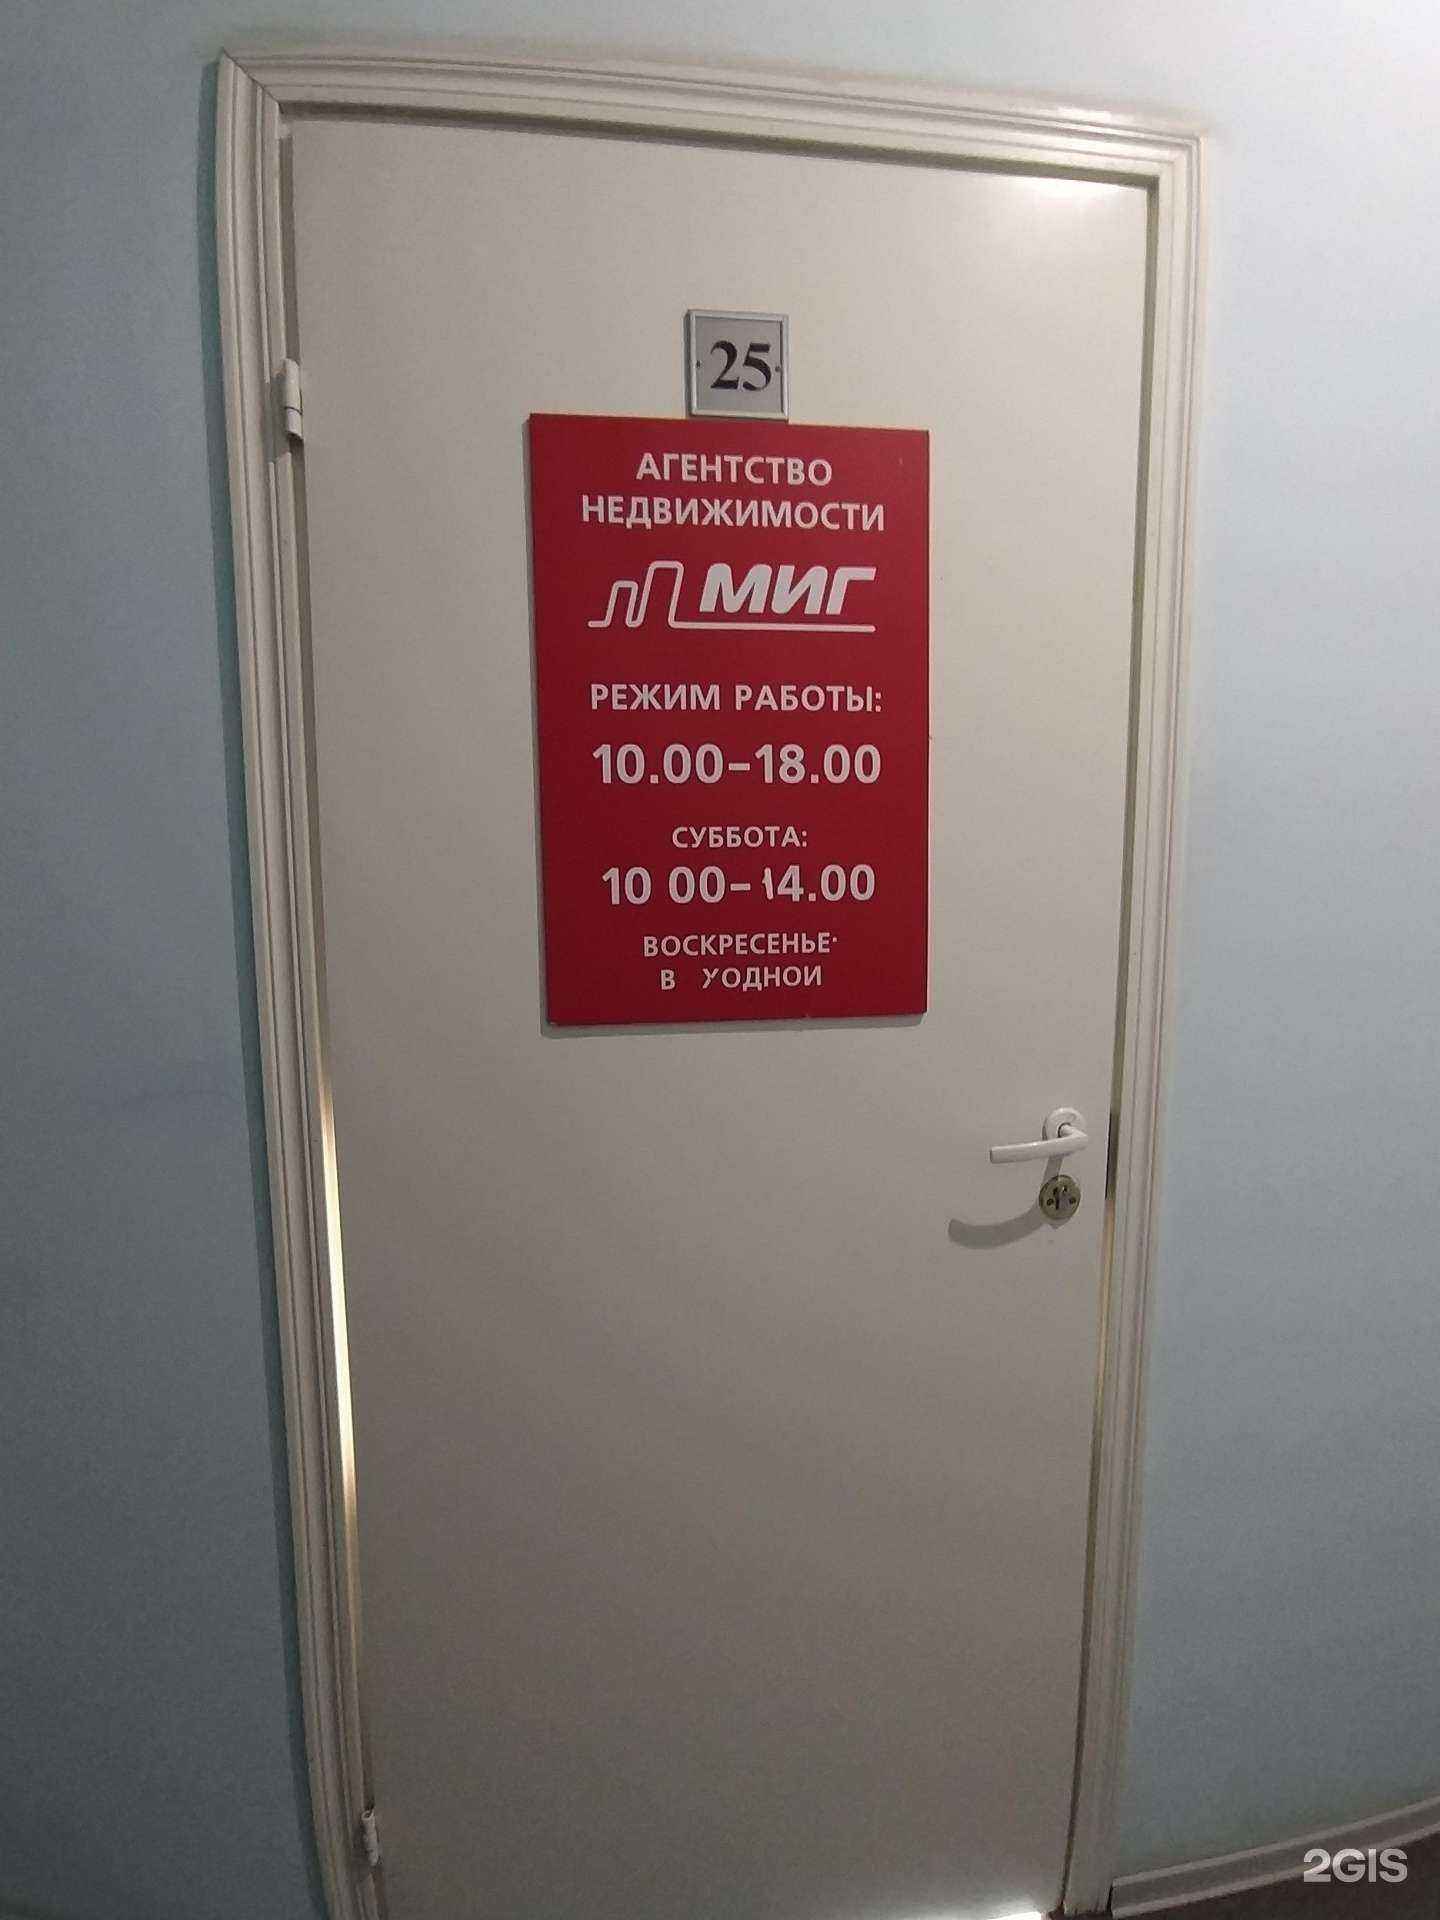 25
АГЕНТСТВО
НЕДВИЖИМОСТИ
МИГ
РЕЖИМ РАБОТЫ:
10.00-18.00
СУББОТА:
10 00-14.00
ВОСКРЕСЕНЬЕ·
В УОДНОИ
2GIS